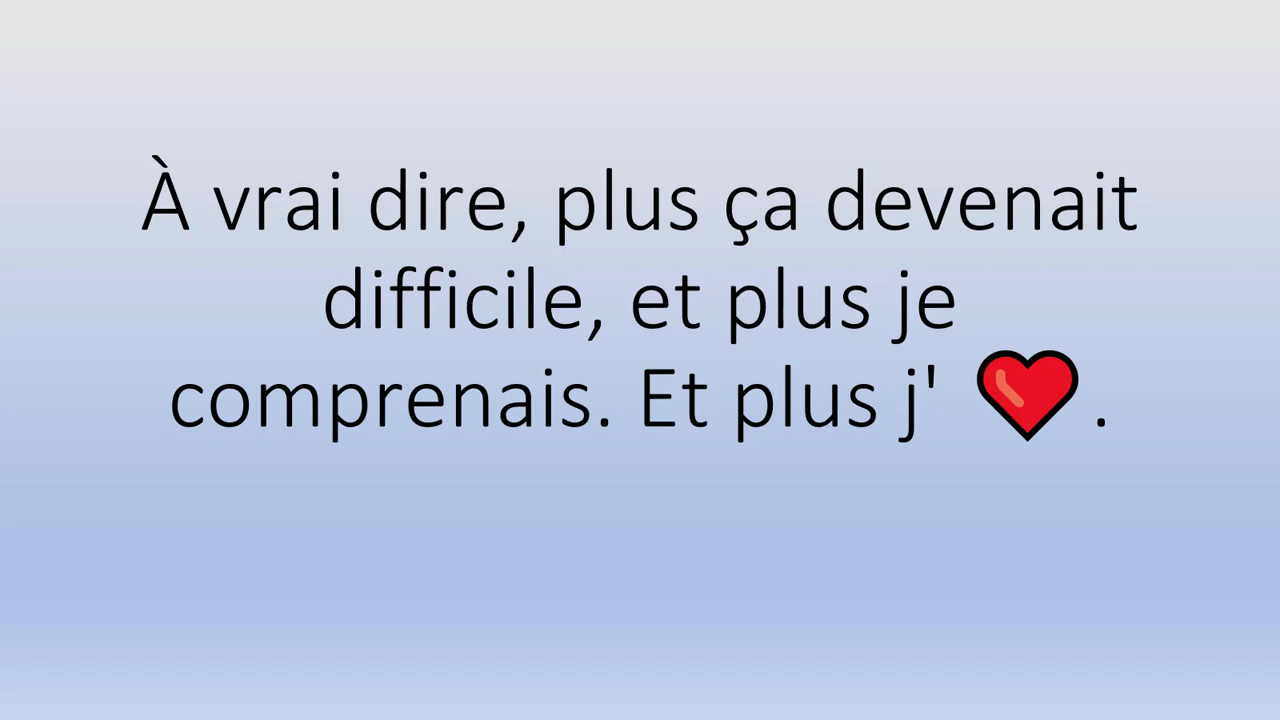 À vrai dire, plus ça devenait
difficile, et plus je
comprenais. Et plus j' ❤️.